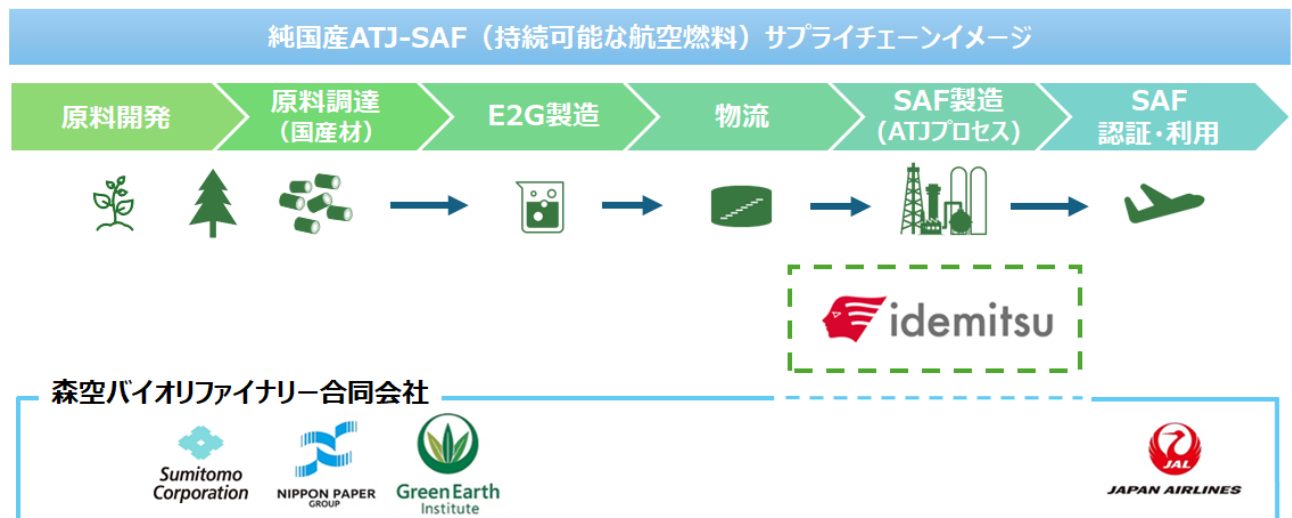 純国産ATJ-SAF（持続可能な航空燃料）サプライチェーンイメージ
原料開発
原料調達
（国産材）
E2G製造
物流
SAF製造
(ATJプロセス)
SAF
認証・利用
idemitsu
森空バイオリファイナリー合同会社
Sumitomo
Corporation
NIPPON PAPER
GROUP
Green Earth
Institute
JAL
JAPAN AIRLINES